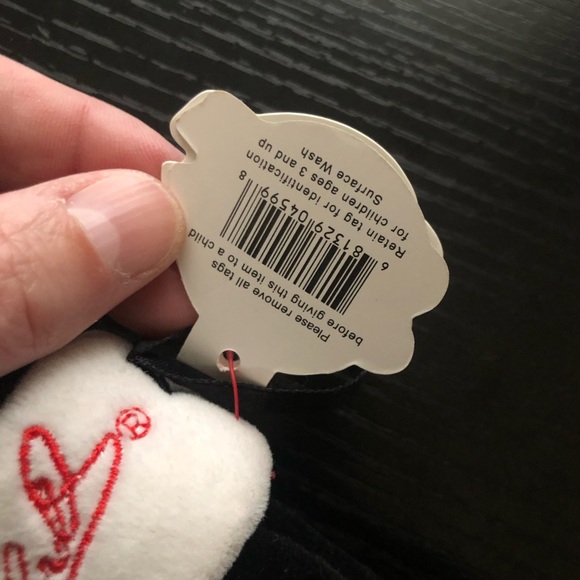 Please remove all tags
before giving this item to a child
6 81329 04599 8
Retain tag for identification
for children ages 3 and up
Surface Wash
®